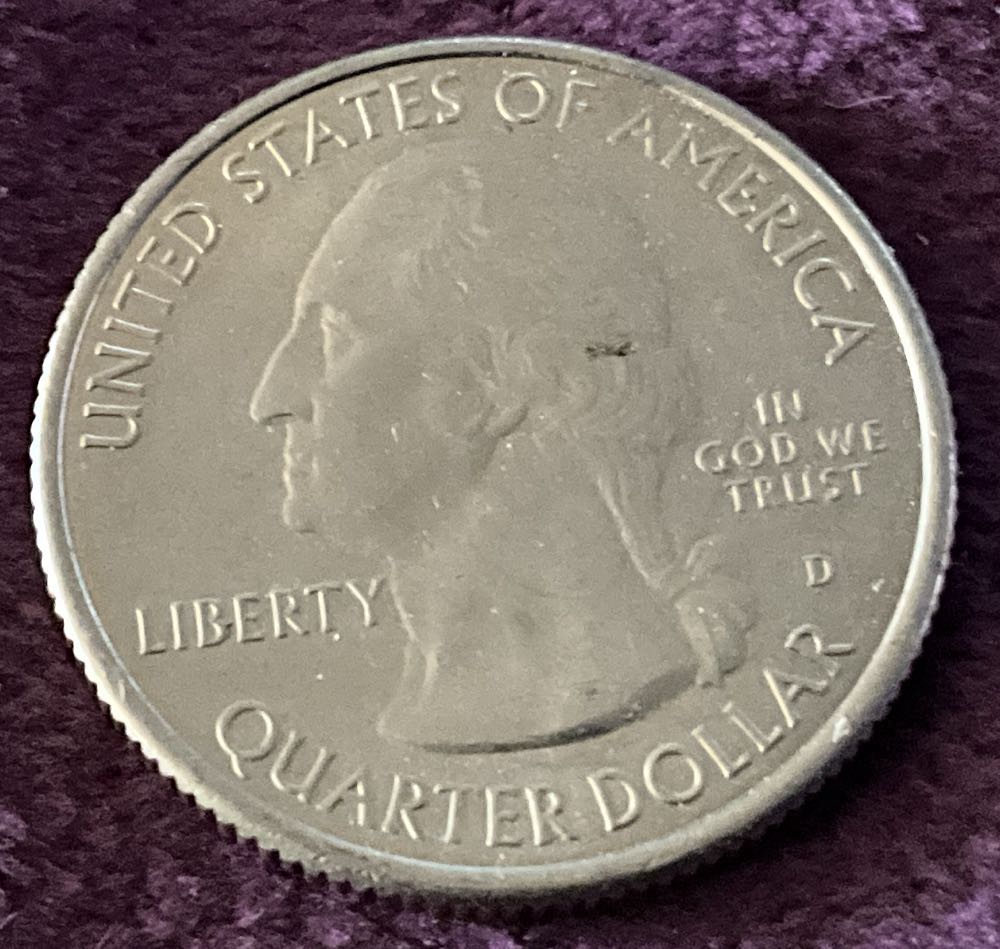 UNITED STATES OF AMERICA
IN
GOD WE
TRUST
D
LIBERTY
QUARTER DOLLAR